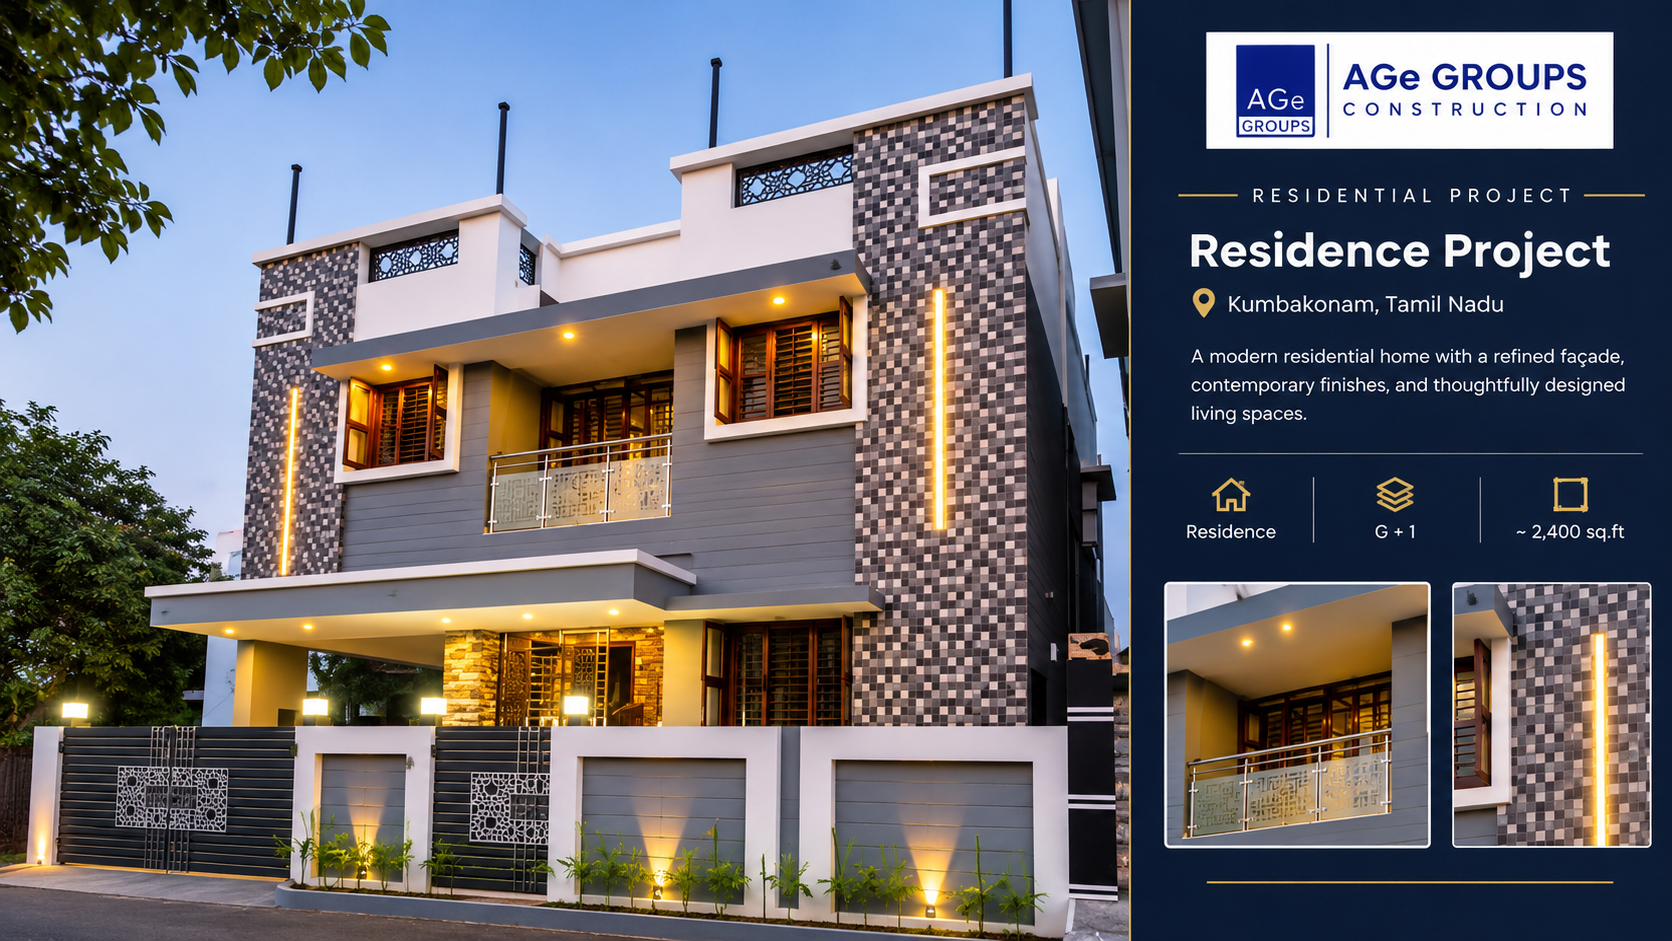 AGe
GROUPS
AGe GROUPS
CONSTRUCTION
RESIDENTIAL PROJECT
Residence Project
Kumbakonam, Tamil Nadu
A modern residential home with a refined façade,
contemporary finishes, and thoughtfully designed
living spaces.
Residence
G + 1
~ 2,400 sq.ft